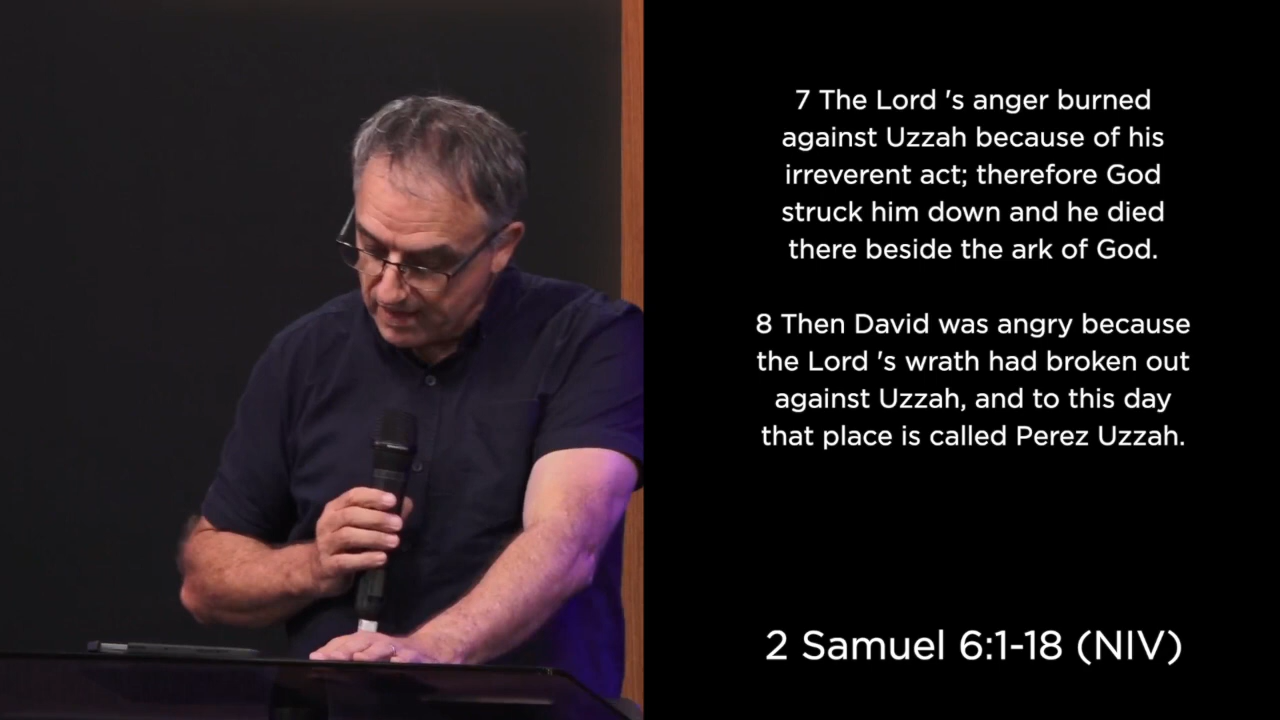 7 The Lord 's anger burned
against Uzzah because of his
irreverent act; therefore God
struck him down and he died
there beside the ark of God.
8 Then David was angry because
the Lord 's wrath had broken out
against Uzzah, and to this day
that place is called Perez Uzzah.
2 Samuel 6:1-18 (NIV)